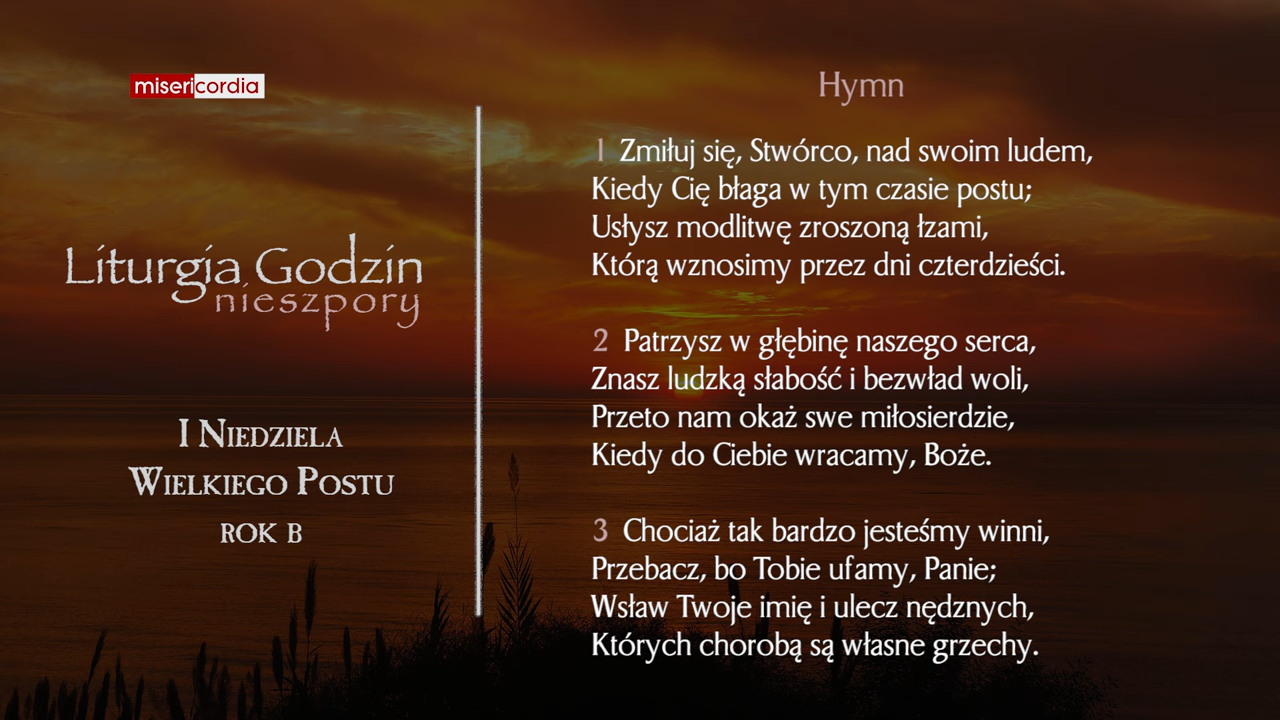 misericordia
Liturgia Godzin
nieszpory
I Niedziela
Wielkiego Postu
rok B
Hymn
1 Zmiłuj się, Stwórco, nad swoim ludem,
Kiedy Cię błaga w tym czasie postu;
Usłysz modlitwę zroszoną łzami,
Którą wznosimy przez dni czterdzieści.
2 Patrzysz w głębinę naszego serca,
Znasz ludzką słabość i bezwład woli,
Przeto nam okaż swe miłosierdzie,
Kiedy do Ciebie wracamy, Boże.
3 Chociaż tak bardzo jesteśmy winni,
Przebacz, bo Tobie ufamy, Panie;
Wsław Twoje imię i ulecz nędznych,
Których chorobą są własne grzechy.